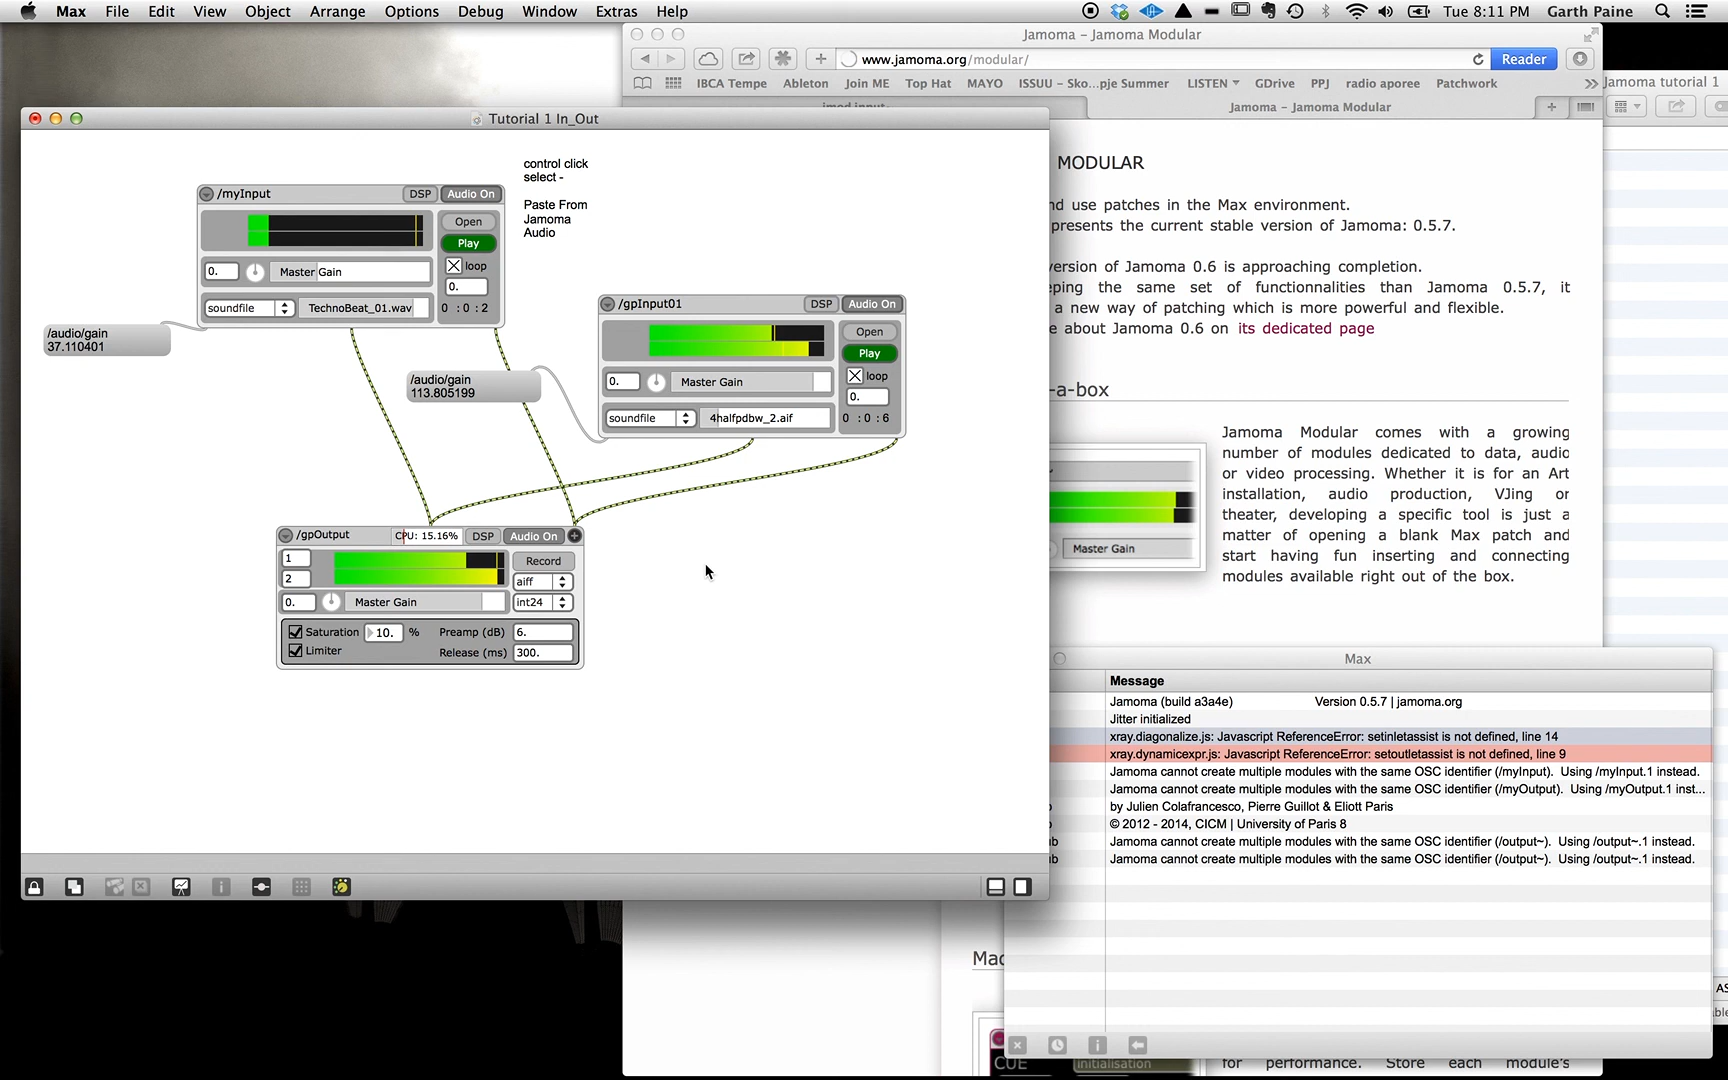 Max File Edit View Object Arrange Options Debug Window Extras Help
Tue 8:11 PM Garth Paine
Jamoma – Jamoma Modular
www.jamoma.org/modular/
Reader
IBCA Tempe Ableton Join ME Top Hat MAYO ISSUU – Sko...pje Summer LISTEN GDrive PPJ radio aporee Patchwork
Jamoma tutorial 1
Jamoma – Jamoma Modular
Tutorial 1 In_Out
control click
select -
Paste From
Jamoma
Audio
/myInput DSP Audio On
Open
Play
loop
0. Master Gain
0.
soundfile TechnoBeat_01.wav 0 :0 :2
/audio/gain
37.110401
/audio/gain
113.805199
/gpInput01 DSP Audio On
Open
Play
loop
0. Master Gain
0.
soundfile 4halfpdbw_2.aif 0 :0 :6
/gpOutput CPU: 15.16% DSP Audio On
1
Record
2
aiff
0. Master Gain int24
Saturation 10. % Preamp (dB) 6.
Limiter Release (ms) 300.
MODULAR
nd use patches in the Max environment.
presents the current stable version of Jamoma: 0.5.7.
ersion of Jamoma 0.6 is approaching completion.
eping the same set of functionnalities than Jamoma 0.5.7, it
a new way of patching which is more powerful and flexible.
e about Jamoma 0.6 on its dedicated page
-a-box
Master Gain
Jamoma Modular comes with a growing
number of modules dedicated to data, audio
or video processing. Whether it is for an Art
installation, audio production, VJing or
theater, developing a specific tool is just a
matter of opening a blank Max patch and
start having fun inserting and connecting
modules available right out of the box.
Max
Message
Jamoma (build a3a4e) Version 0.5.7 | jamoma.org
Jitter initialized
xray.diagonalize.js: Javascript ReferenceError: setinletassist is not defined, line 14
xray.dynamicexpr.js: Javascript ReferenceError: setoutletassist is not defined, line 9
Jamoma cannot create multiple modules with the same OSC identifier (/myInput). Using /myInput.1 instead.
Jamoma cannot create multiple modules with the same OSC identifier (/myOutput). Using /myOutput.1 inst...
by Julien Colafrancesco, Pierre Guillot & Eliott Paris
© 2012 - 2014, CICM | University of Paris 8
ub Jamoma cannot create multiple modules with the same OSC identifier (/output~). Using /output~.1 instead.
ub Jamoma cannot create multiple modules with the same OSC identifier (/output~). Using /output~.1 instead.
Mac
AS
CUE Initialisation
for performance. Store each module's